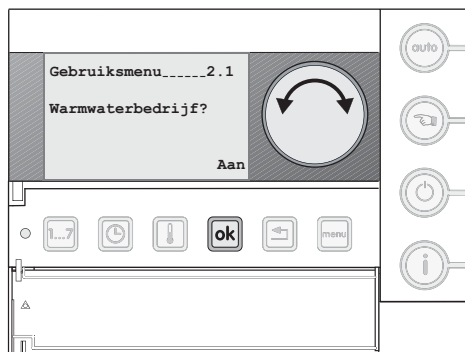 Gebruiksmenu______2.1
Warmwaterbedrijf?
Aan
auto
1...7
ok
menu
i